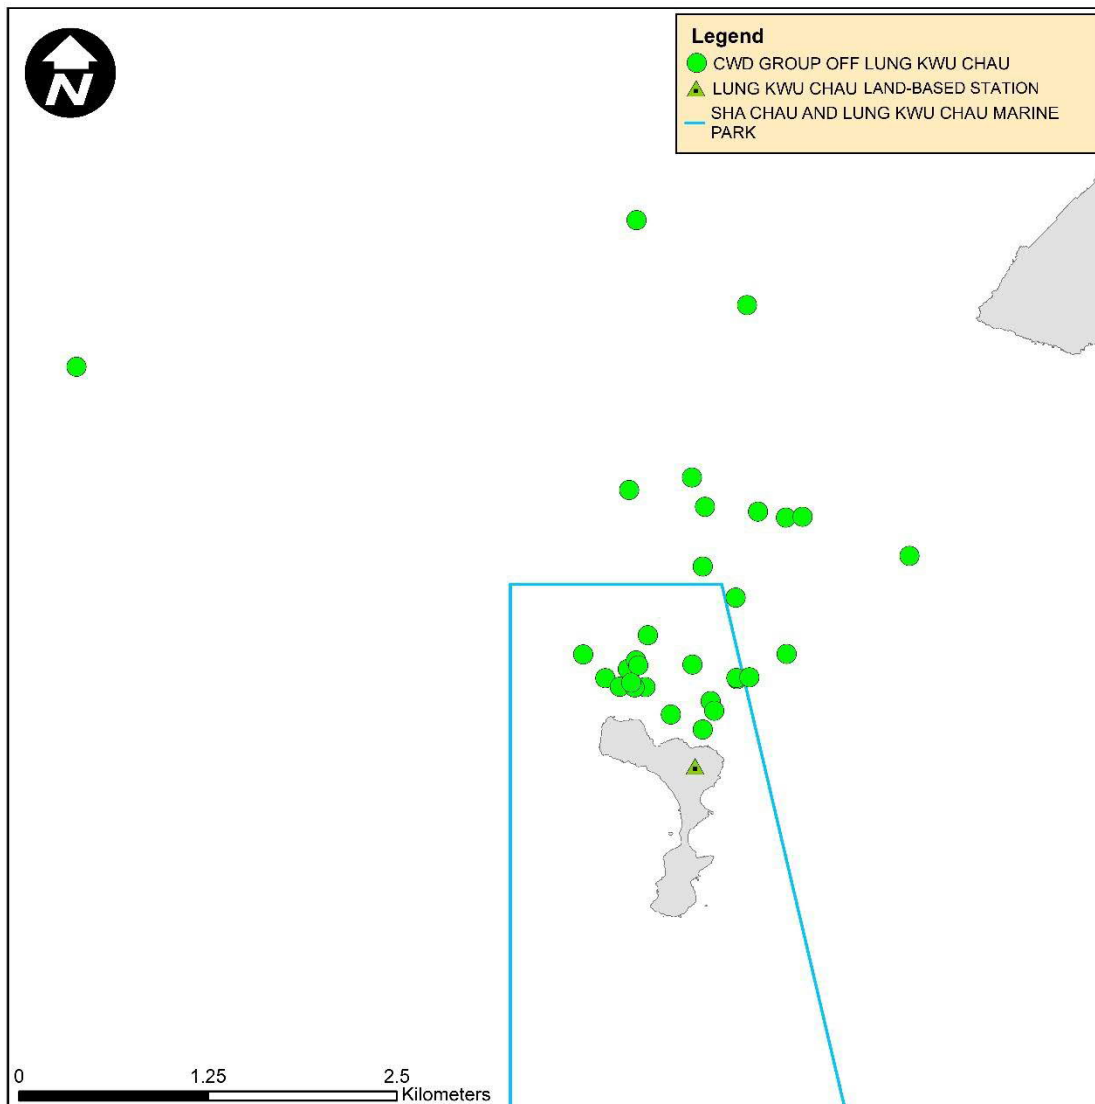 N
Legend
CWD GROUP OFF LUNG KWU CHAU
LUNG KWU CHAU LAND-BASED STATION
SHA CHAU AND LUNG KWU CHAU MARINE
PARK
0 1.25 2.5
Kilometers